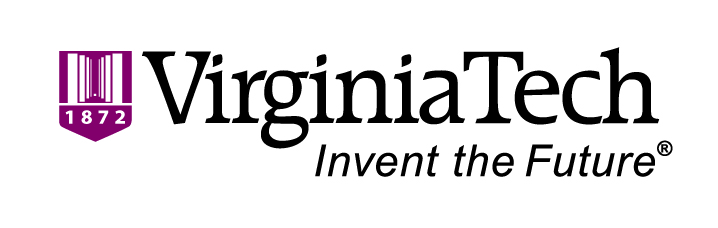 VirginiaTech
1872
Invent the Future®